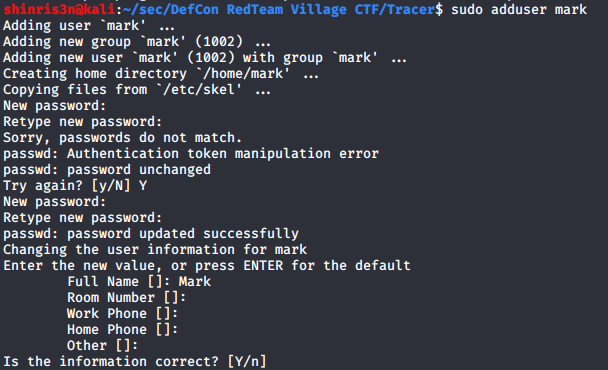 shinris3n@kali:~/sec/DefCon RedTeam Village CTF/Tracer$ sudo adduser mark
Adding user `mark' ...
Adding new group `mark' (1002) ...
Adding new user `mark' (1002) with group `mark' ...
Creating home directory `/home/mark' ...
Copying files from `/etc/skel' ...
New password:
Retype new password:
Sorry, passwords do not match.
passwd: Authentication token manipulation error
passwd: password unchanged
Try again? [y/N] Y
New password:
Retype new password:
passwd: password updated successfully
Changing the user information for mark
Enter the new value, or press ENTER for the default
        Full Name []: Mark
        Room Number []:
        Work Phone []:
        Home Phone []:
        Other []:
Is the information correct? [Y/n]